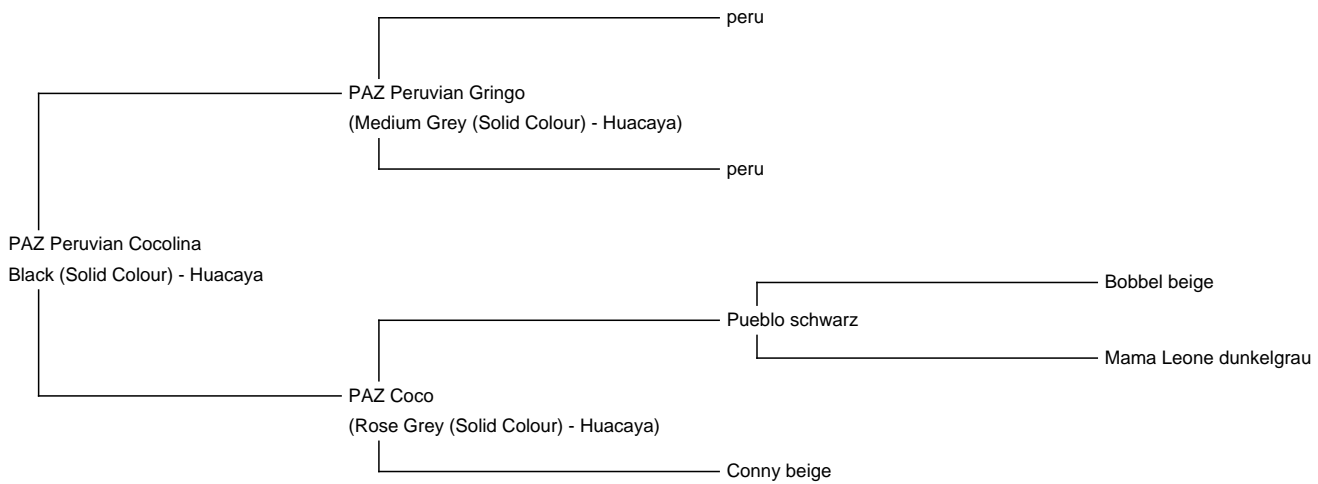 peru
PAZ Peruvian Gringo
(Medium Grey (Solid Colour) - Huacaya)
peru
PAZ Peruvian Cocolina
Black (Solid Colour) - Huacaya
Bobbel beige
Pueblo schwarz
Mama Leone dunkelgrau
PAZ Coco
(Rose Grey (Solid Colour) - Huacaya)
Conny beige